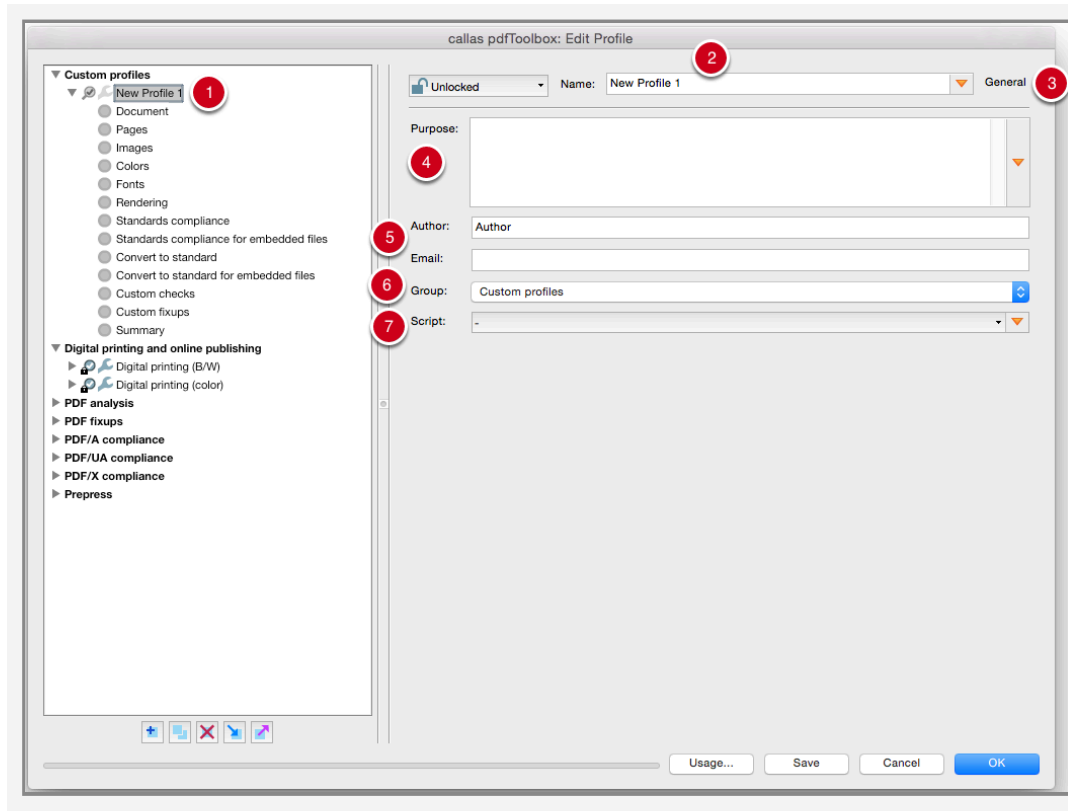 callas pdfToolbox: Edit Profile
2
Custom profiles
New Profile 1
1
Document
Pages
Images
Colors
Fonts
Rendering
Standards compliance
Standards compliance for embedded files
Convert to standard
Convert to standard for embedded files
Custom checks
Custom fixups
Summary
Digital printing and online publishing
Digital printing (B/W)
Digital printing (color)
PDF analysis
PDF fixups
PDF/A compliance
PDF/UA compliance
PDF/X compliance
Prepress
Unlocked Name: New Profile 1 General 3
Purpose:
4
Author: Author
5
Email:
6 Group: Custom profiles
7 Script: -
Usage... Save Cancel OK